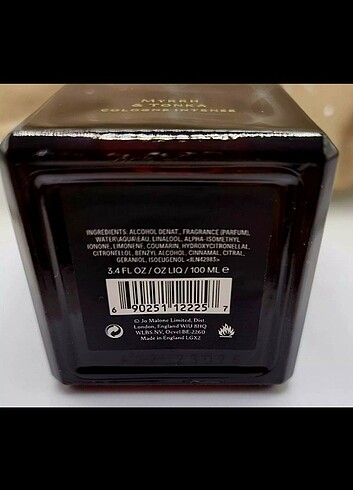 MYRRH
& TONKA
COLOGNE INTENSE
INGREDIENTS: ALCOHOL DENAT., FRAGRANCE (PARFUM),
WATER\AQUA\EAU, LINALOOL, ALPHA-ISOMETHYL
IONONE, LIMONENE, COUMARIN, HYDROXYCITRONELLAL,
CITRONELLOL, BENZYL ALCOHOL, CINNAMAL, CITRAL,
GERANIOL, ISOEUGENOL <ILN42983>
3.4 FL OZ / OZ LIQ / 100 ML ℮
6 90251 12225 7
© Jo Malone Limited, Dist.
London, England W1U 8HQ
WLBS NV, Oevel BE-2260
Made in England LGX2